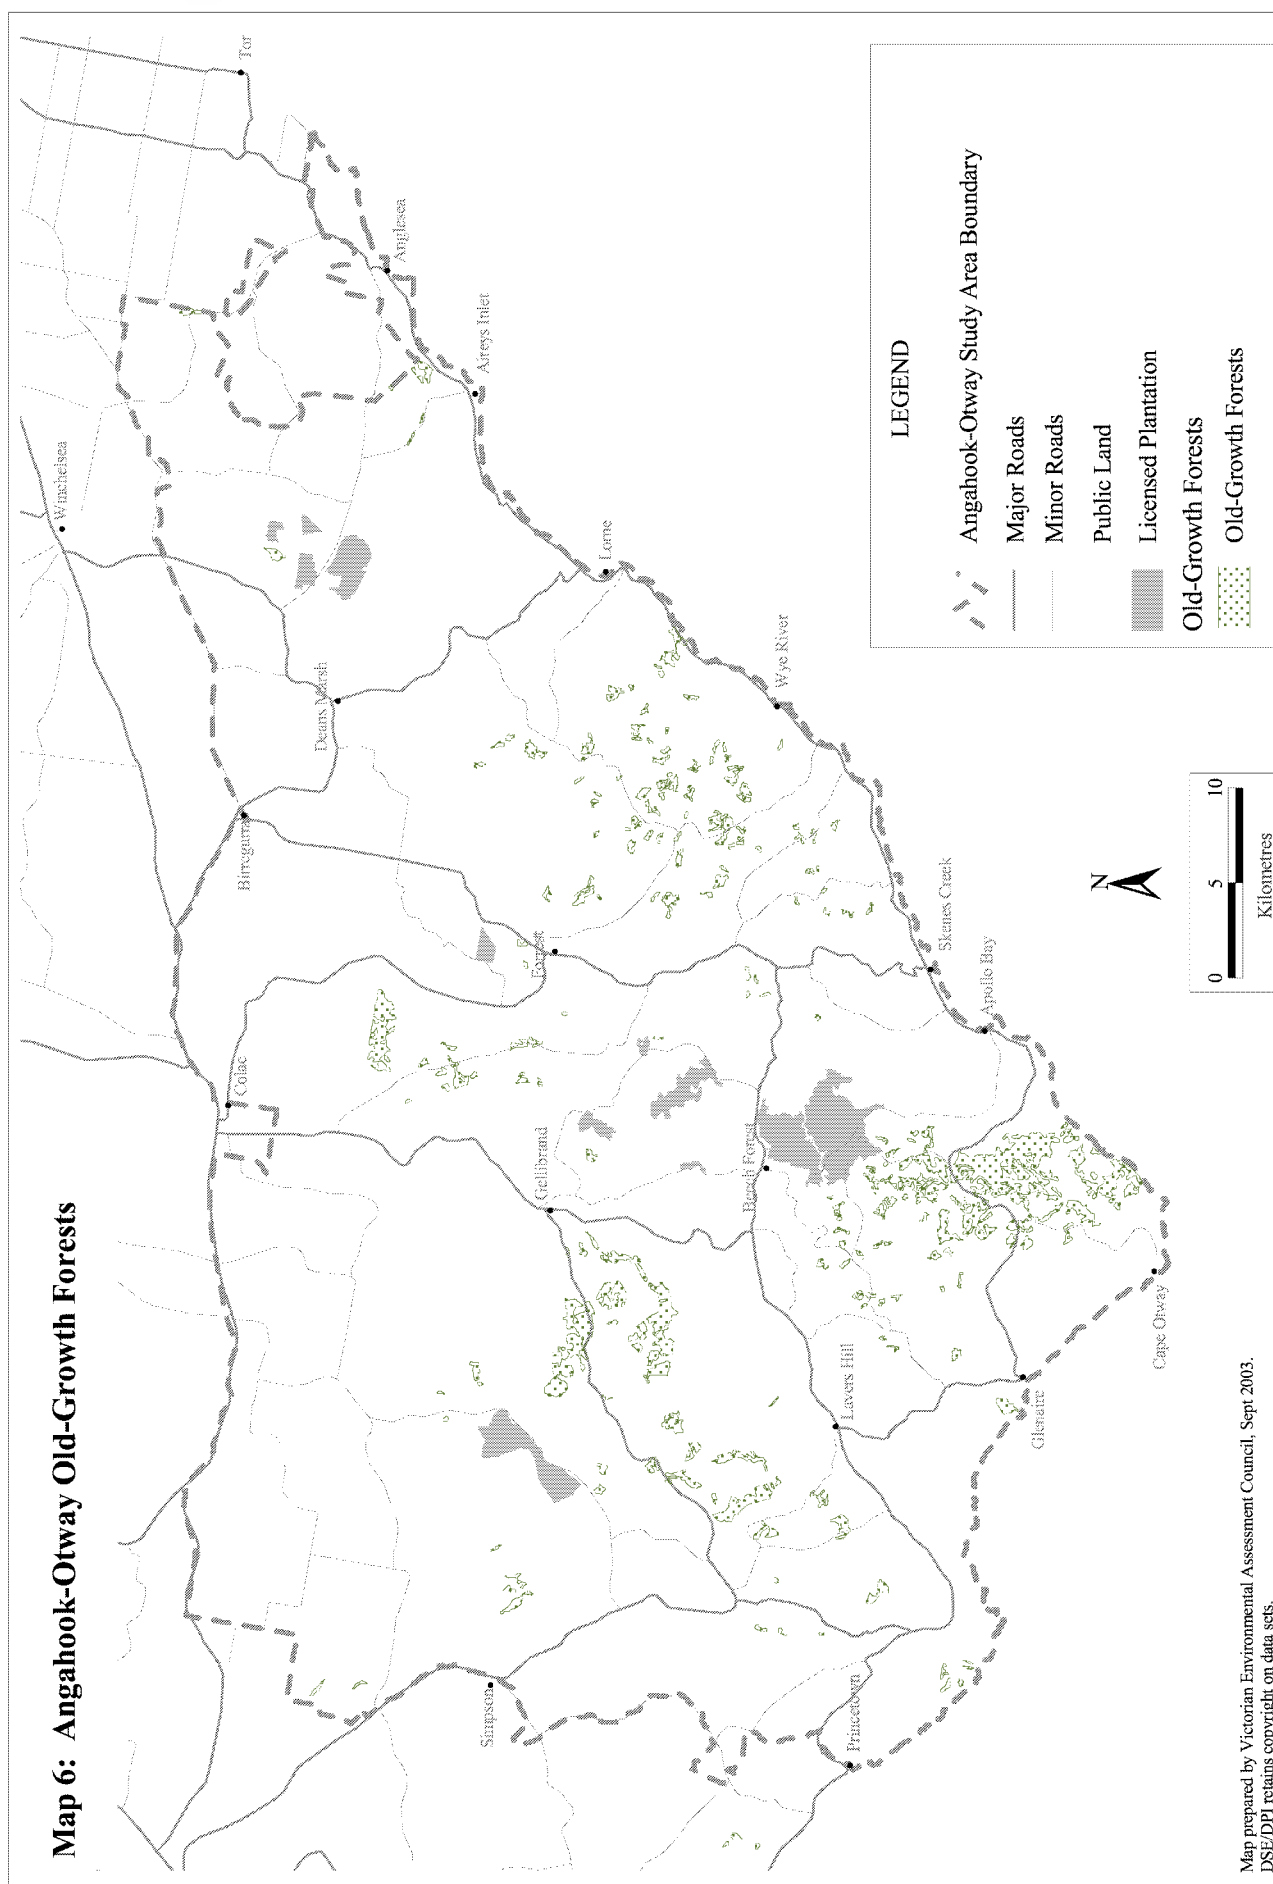 Map 6: Angahook-Otway Old-Growth Forests
Tor
Winchelsea
Anglesea
Aireys Inlet
Birregurra
Deans Marsh
Lorne
Colac
Forrest
Wye River
Gellibrand
Beech Forest
Skenes Creek
Apollo Bay
Simpson
Lavers Hill
Princetown
Glenaire
Cape Otway
LEGEND
Angahook-Otway Study Area Boundary
Major Roads
Minor Roads
Public Land
Licensed Plantation
Old-Growth Forests
Old-Growth Forests
N
0 5 10
Kilometres
Map prepared by Victorian Environmental Assessment Council, Sept 2003.
DSE/DPI retains copyright on data sets.